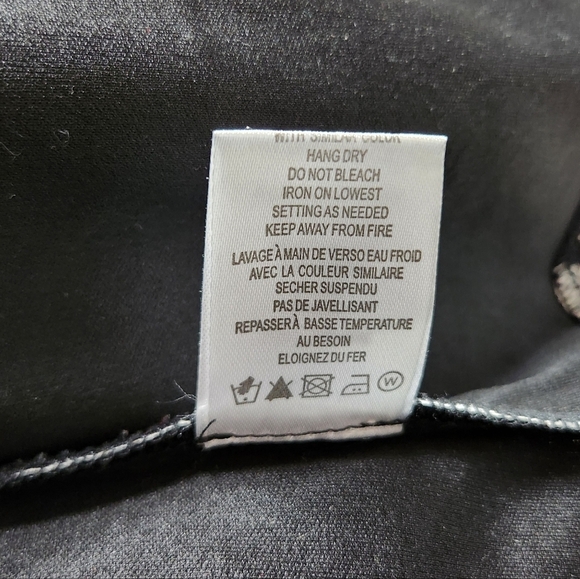 WITH SIMILAR COLOR
HANG DRY
DO NOT BLEACH
IRON ON LOWEST
SETTING AS NEEDED
KEEP AWAY FROM FIRE
LAVAGE À MAIN DE VERSO EAU FROID
AVEC LA COULEUR SIMILAIRE
SECHER SUSPENDU
PAS DE JAVELLISANT
REPASSER À BASSE TEMPERATURE
AU BESOIN
ELOIGNEZ DU FER
W